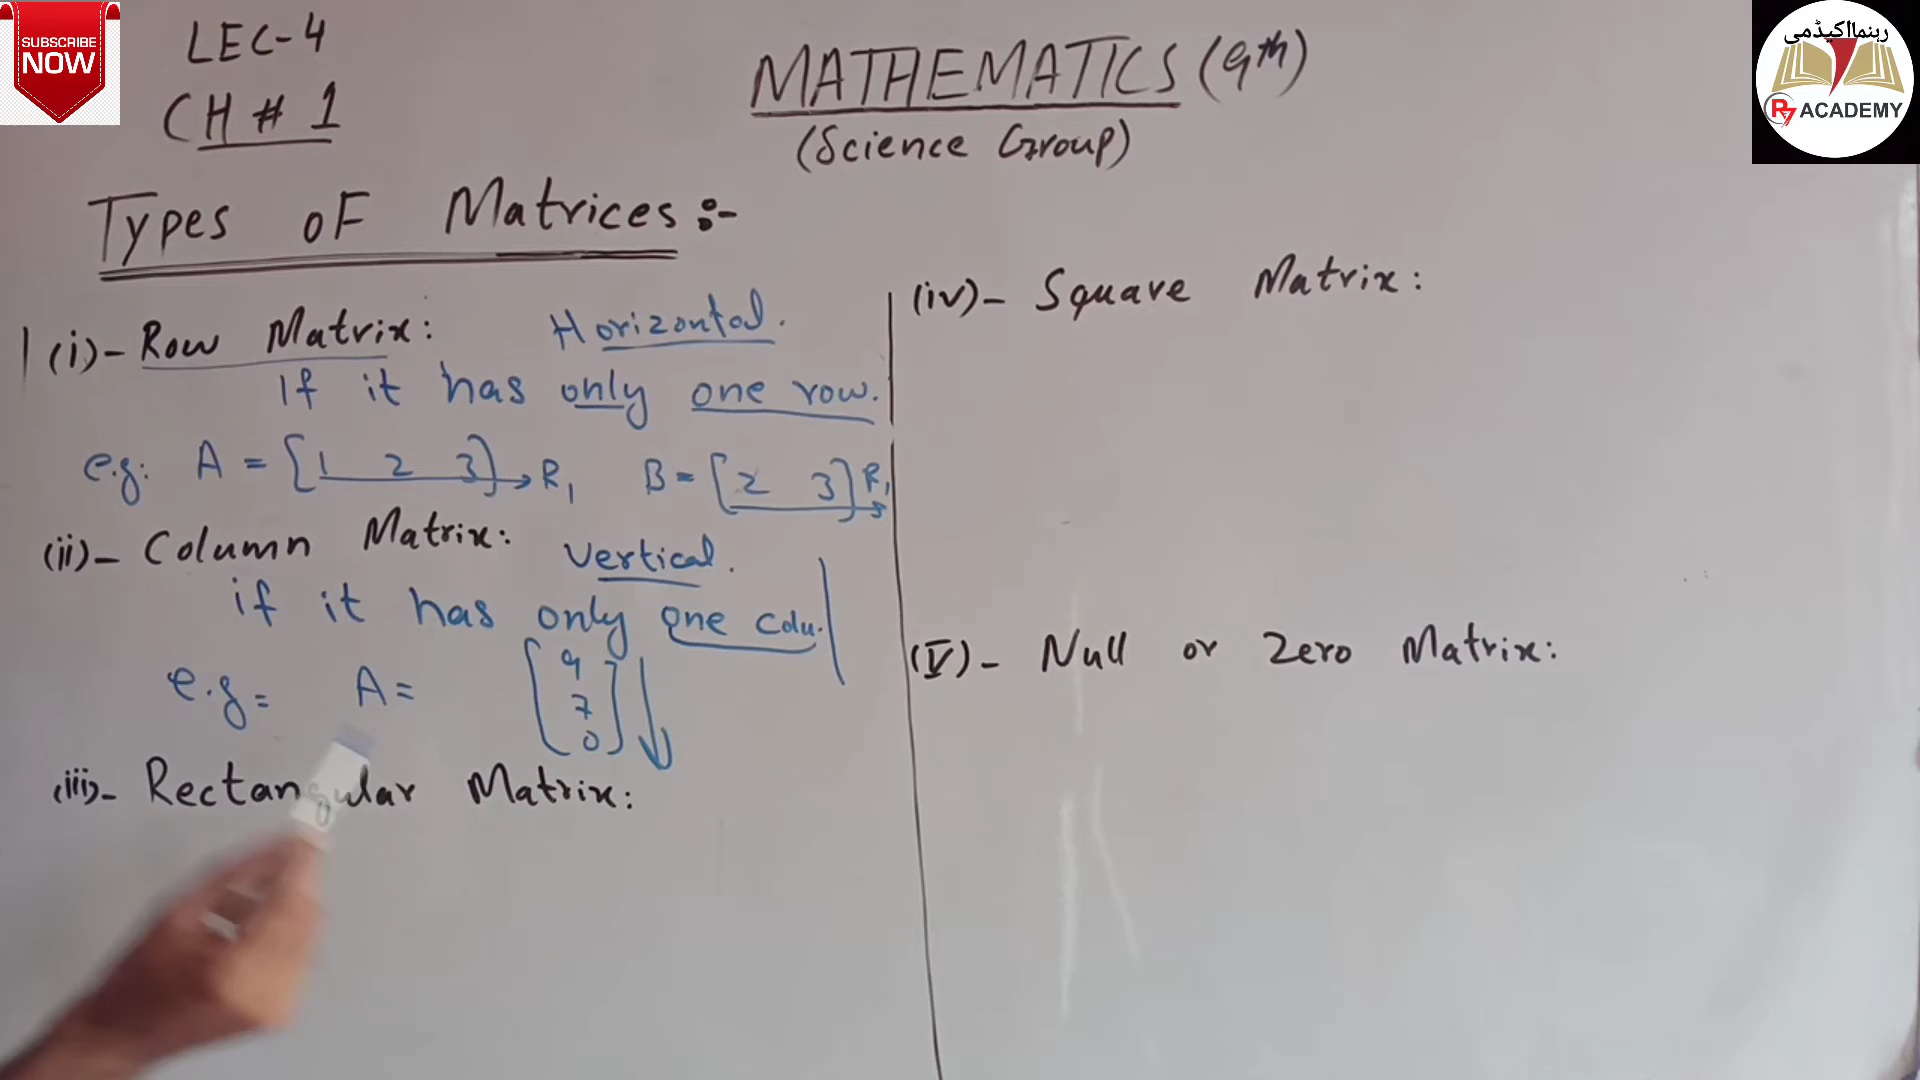 SUBSCRIBE
NOW
LEC-4
CH # 1
MATHEMATICS (9th)
(Science Group)
رہنما اکیڈمی
R7 ACADEMY
Types of Matrices:-
(i)- Row Matrix: Horizontal.
If it has only one row.
e.g: A = [1 2 3] → R1 B = [2 3] R1
(ii)- Column Matrix: vertical.
if it has only one colu.
e.g = A = [9 7 0]
(iii)- Rectangular Matrix:
(iv)- Square Matrix:
(V)- Null or Zero Matrix: